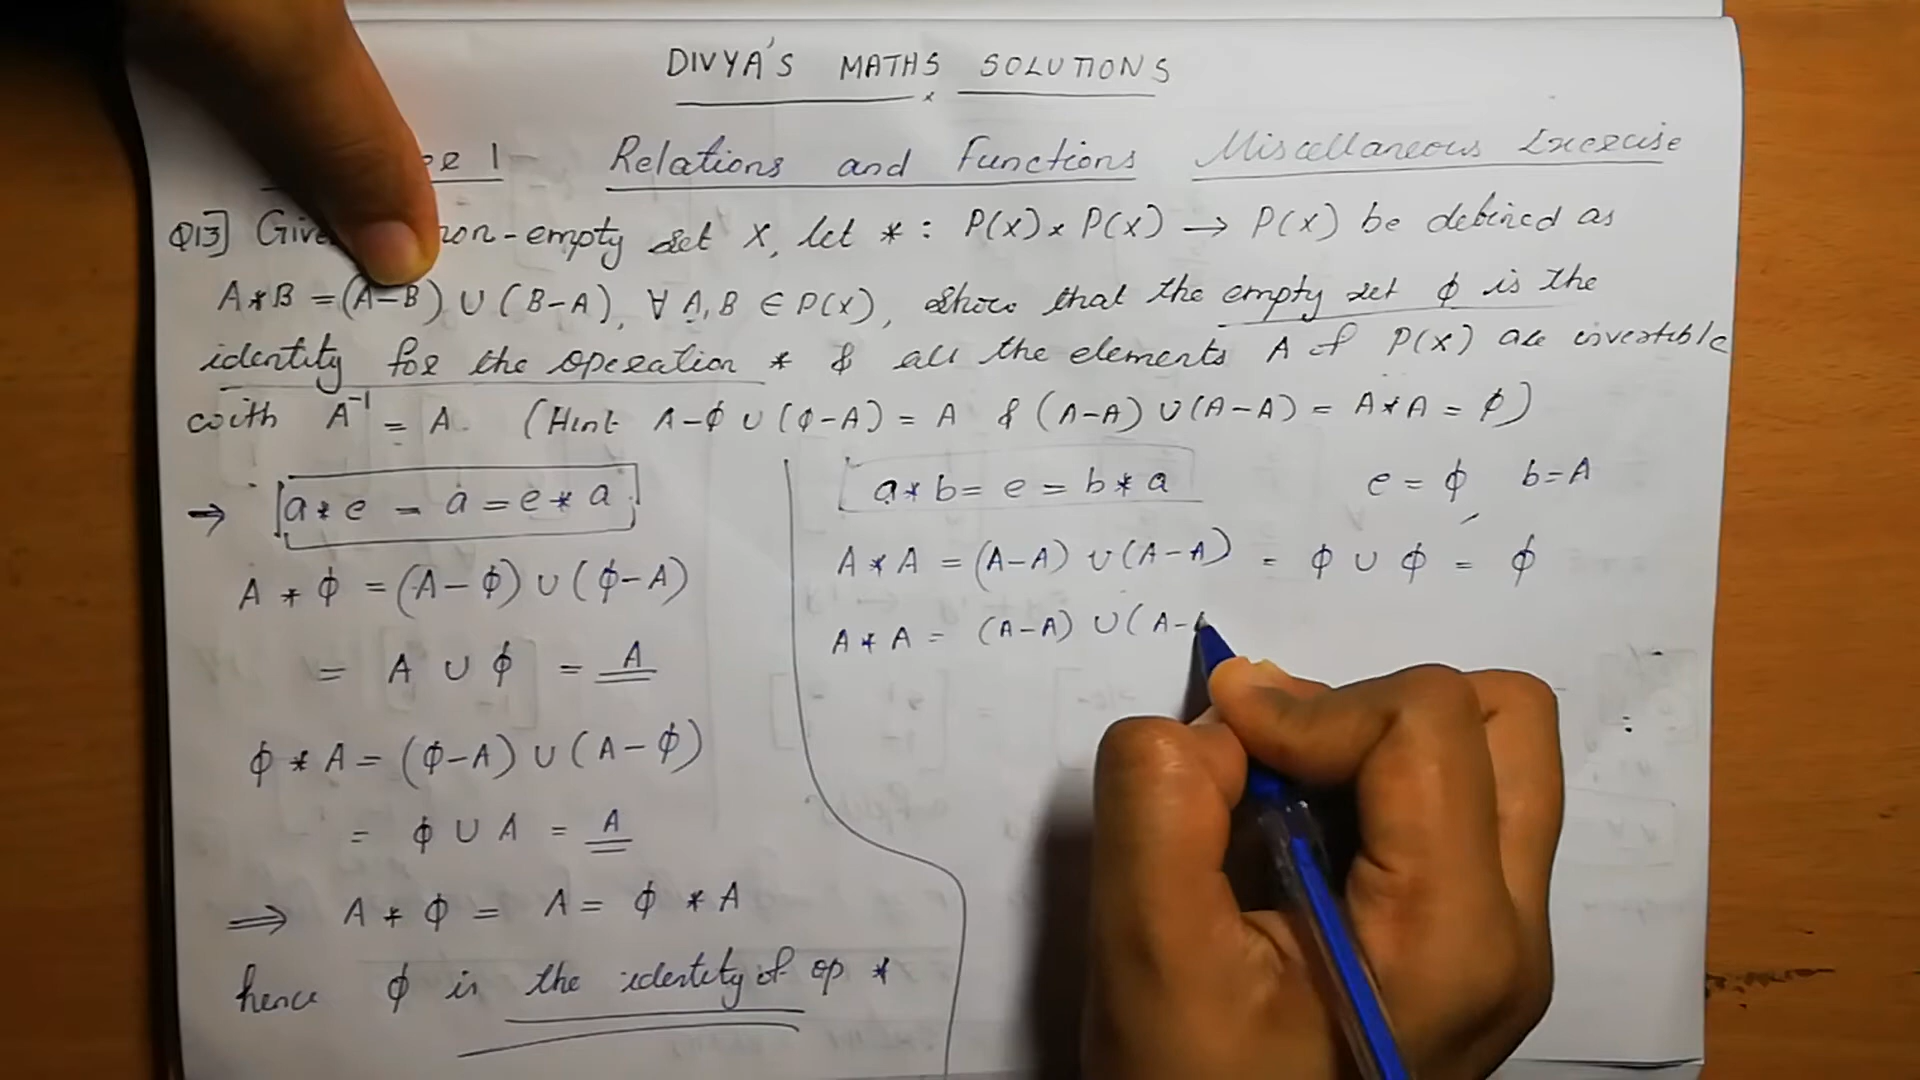 DIVYA'S MATHS SOLUTIONS
1 Relations and Functions Miscellaneous Exercise
Q13] non-empty set X, let * : P(X) × P(X) → P(X) be defined as
A*B = (A-B) ∪ (B-A), ∀ A,B ∈ P(X), show that the empty set ϕ is the
identity for the operation * & all the elements A of P(X) are invertible
with A⁻¹ = A. (Hint A-ϕ ∪ (ϕ-A) = A & (A-A) ∪ (A-A) = A*A = ϕ)
→ a*e = a = e*a
A * ϕ = (A-ϕ) ∪ (ϕ-A)
= A ∪ ϕ = A
ϕ * A = (ϕ-A) ∪ (A-ϕ)
= ϕ ∪ A = A
⟹ A * ϕ = A = ϕ * A
hence ϕ is the identity of op *
a*b = e = b*a e = ϕ b = A
A * A = (A-A) ∪ (A-A) = ϕ ∪ ϕ = ϕ
A * A = (A-A) ∪ (A-